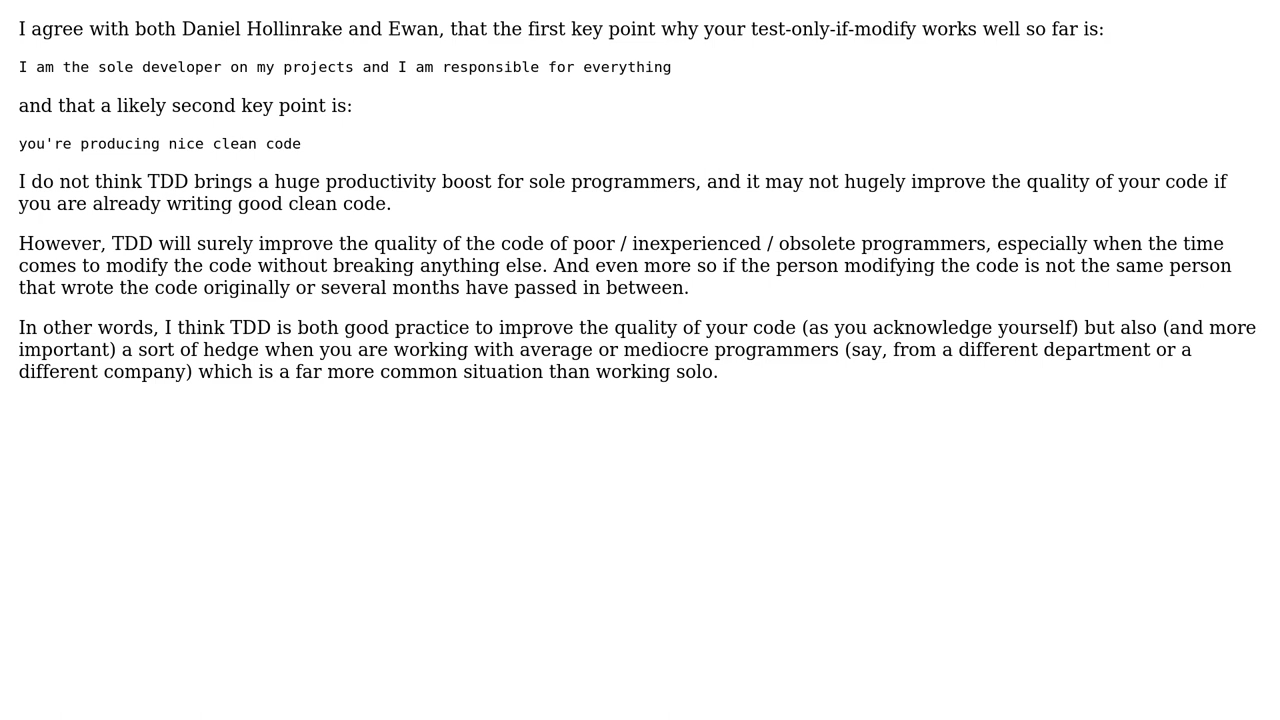 I agree with both Daniel Hollinrake and Ewan, that the first key point why your test-only-if-modify works well so far is:
I am the sole developer on my projects and I am responsible for everything
and that a likely second key point is:
you're producing nice clean code
I do not think TDD brings a huge productivity boost for sole programmers, and it may not hugely improve the quality of your code if
you are already writing good clean code.
However, TDD will surely improve the quality of the code of poor / inexperienced / obsolete programmers, especially when the time
comes to modify the code without breaking anything else. And even more so if the person modifying the code is not the same person
that wrote the code originally or several months have passed in between.
In other words, I think TDD is both good practice to improve the quality of your code (as you acknowledge yourself) but also (and more
important) a sort of hedge when you are working with average or mediocre programmers (say, from a different department or a
different company) which is a far more common situation than working solo.